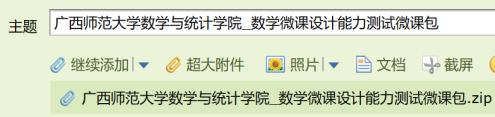 主题 广西师范大学数学与统计学院_数学微课设计能力测试微课包
继续添加 超大附件 照片 文档 截屏
广西师范大学数学与统计学院_数学微课设计能力测试微课包.zip